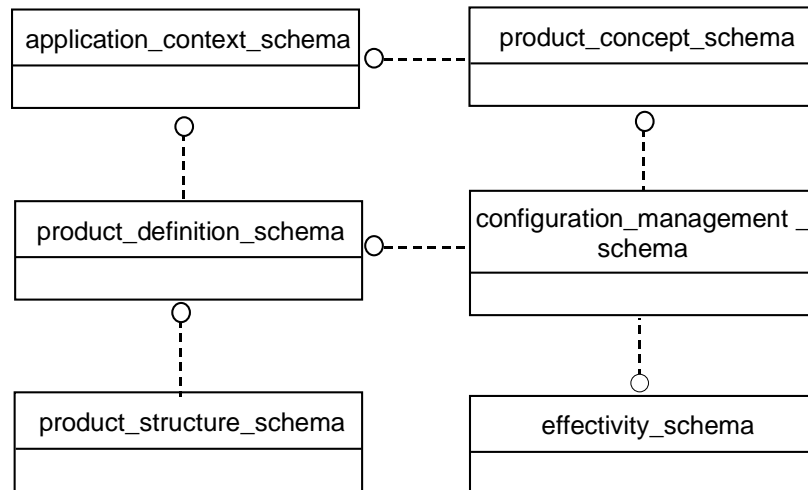 application_context_schema
product_concept_schema
product_definition_schema
configuration_management _
schema
product_structure_schema
effectivity_schema